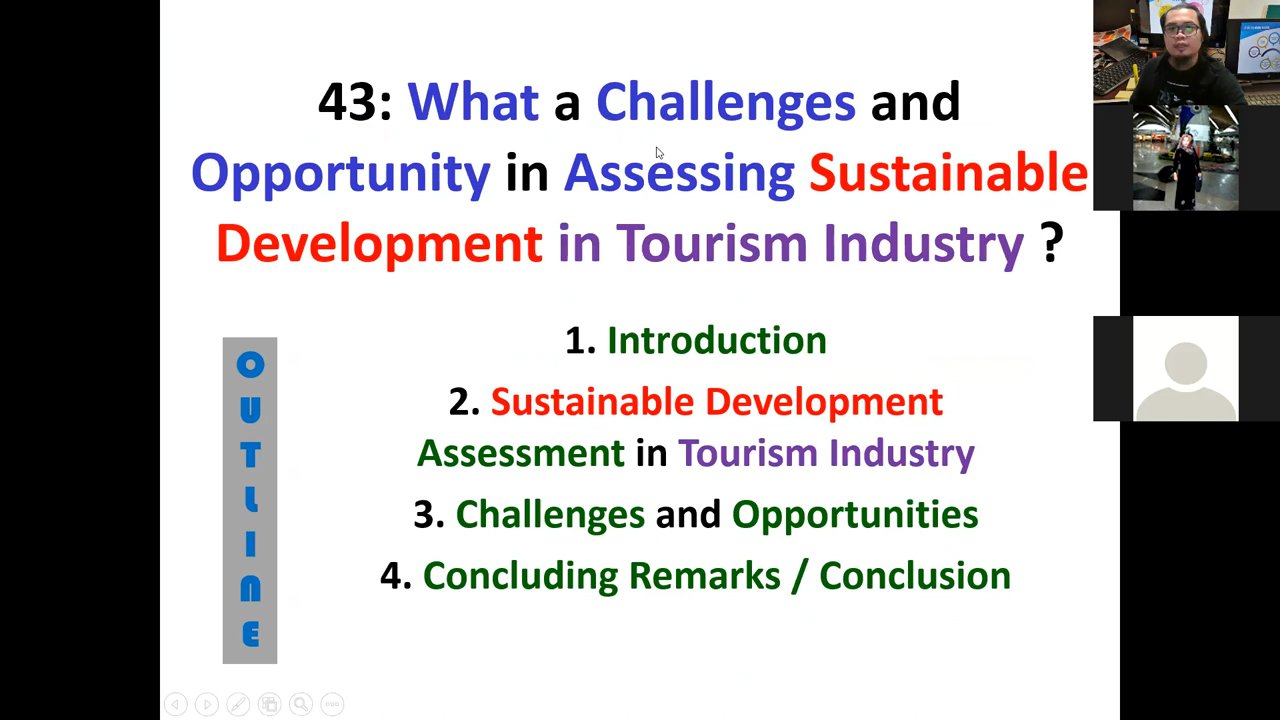 43: What a Challenges and
Opportunity in Assessing Sustainable
Development in Tourism Industry ?
OUTLINE
1. Introduction
2. Sustainable Development
Assessment in Tourism Industry
3. Challenges and Opportunities
4. Concluding Remarks / Conclusion